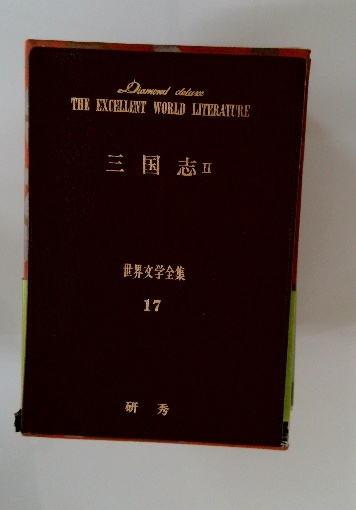 Diamond deluxe
THE EXCELLENT WORLD LITERATURE
三国志 II
世界文学全集
17
研秀